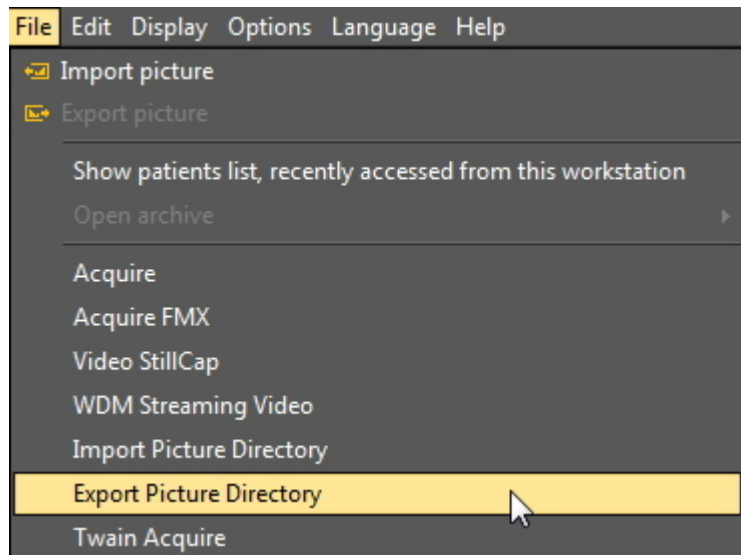 File Edit Display Options Language Help
Import picture
Export picture
Show patients list, recently accessed from this workstation
Open archive
Acquire
Acquire FMX
Video StillCap
WDM Streaming Video
Import Picture Directory
Export Picture Directory
Twain Acquire